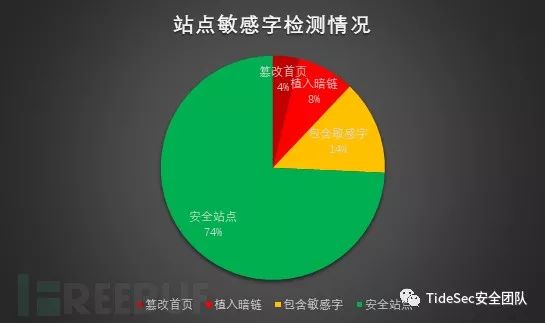 站点敏感字检测情况
篡改首页
4%
植入暗链
8%
包含敏感字
14%
安全站点
74%
篡改首页 植入暗链 包含敏感字 安全站点
FREEBUF
TideSec安全团队